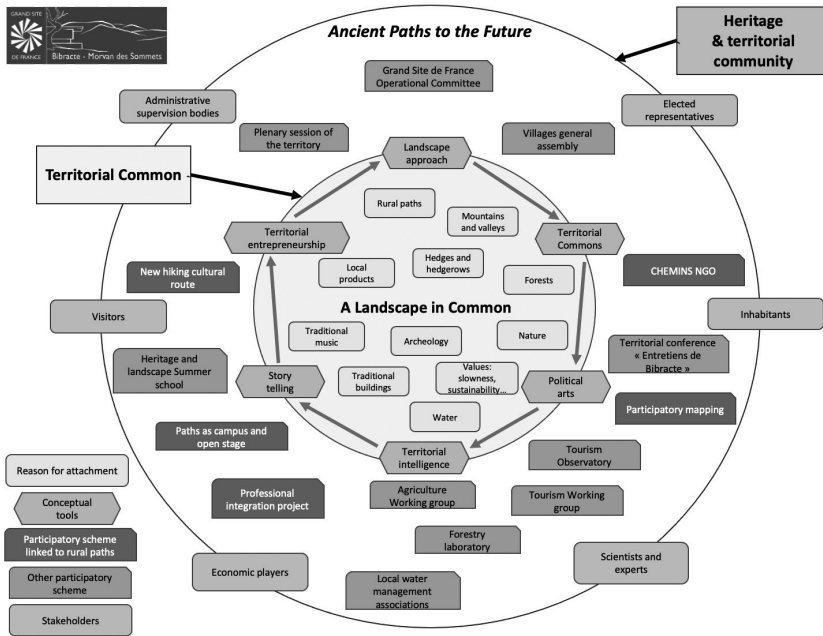 GRAND SITE
DE FRANCE
Bibracte - Morvan des Sommets
Ancient Paths to the Future
Heritage
& territorial
community
Grand Site de France
Operational Committee
Administrative
supervision bodies
Elected
representatives
Plenary session of
the territory
Villages general
assembly
Landscape
approach
Territorial Common
Rural paths
Mountains
and valleys
Territorial
entrepreneurship
Territorial
Commons
Hedges and
hedgerows
Local
products
Forests
New hiking cultural
route
CHEMINS NGO
A Landscape in Common
Visitors
Inhabitants
Traditional
music
Archeology
Nature
Territorial conference
« Entretiens de
Bibracte »
Heritage and
landscape Summer
school
Story
telling
Traditional
buildings
Values:
slowness,
sustainability...
Political
arts
Participatory mapping
Water
Paths as campus and
open stage
Territorial
intelligence
Tourism
Observatory
Reason for attachment
Conceptual
tools
Participatory scheme
linked to rural paths
Other participatory
scheme
Stakeholders
Professional
integration project
Agriculture
Working group
Tourism Working
group
Forestry
laboratory
Economic players
Scientists and
experts
Local water
management
associations